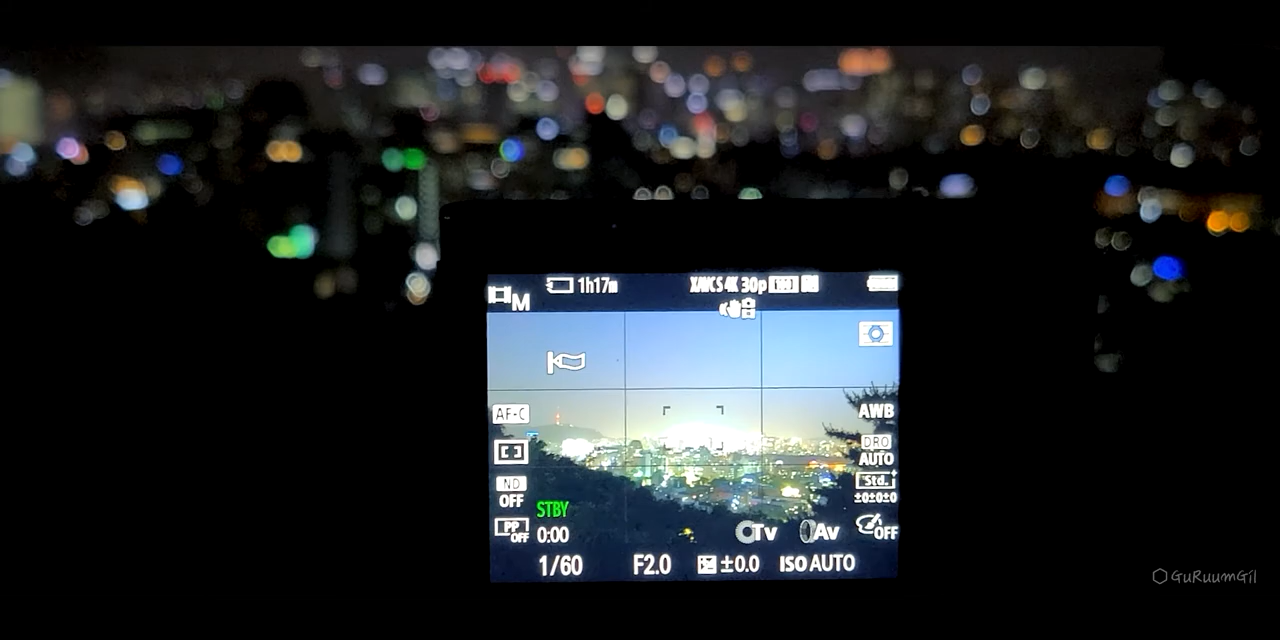 M
1h17m
XAVC S 4K 30p
AF-C
AWB
DRO
AUTO
ND
OFF
Std.
±0±0±0
STBY
PP
OFF
0:00
Tv
Av
OFF
1/60
F2.0
±0.0
ISO AUTO
GuRuumGil